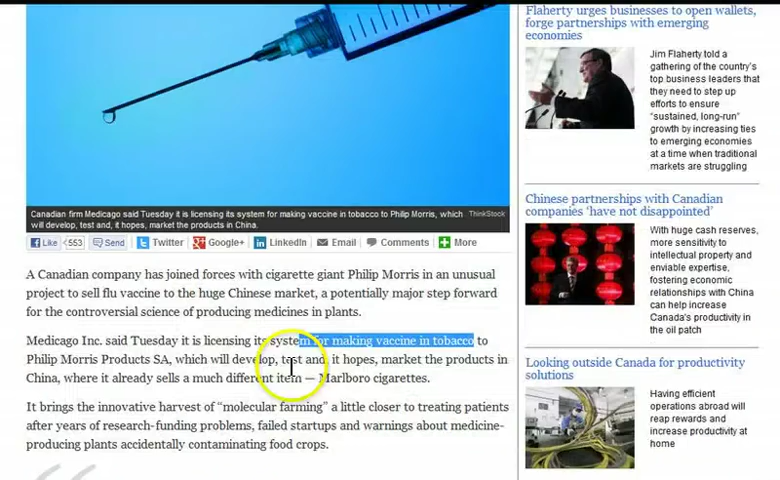 Canadian firm Medicago said Tuesday it is licensing its system for making vaccine in tobacco to Philip Morris, which
will develop, test and, it hopes, market the products in China.
ThinkStock
Like 553 Send Twitter Google+ LinkedIn Email Comments More
A Canadian company has joined forces with cigarette giant Philip Morris in an unusual
project to sell flu vaccine to the huge Chinese market, a potentially major step forward
for the controversial science of producing medicines in plants.
Medicago Inc. said Tuesday it is licensing its system for making vaccine in tobacco to
Philip Morris Products SA, which will develop, test and, it hopes, market the products in
China, where it already sells a much different item — Marlboro cigarettes.
It brings the innovative harvest of “molecular farming” a little closer to treating patients
after years of research-funding problems, failed startups and warnings about medicine-
producing plants accidentally contaminating food crops.
Flaherty urges businesses to open wallets,
forge partnerships with emerging
economies
Jim Flaherty told a
gathering of the country's
top business leaders that
they need to step up
efforts to ensure
“sustained, long-run”
growth by increasing ties
to emerging economies
at a time when traditional
markets are struggling
Chinese partnerships with Canadian
companies ‘have not disappointed’
With huge cash reserves,
more sensitivity to
intellectual property and
enviable expertise,
fostering economic
relationships with China
can help increase
Canada's productivity in
the oil patch
Looking outside Canada for productivity
solutions
Having efficient
operations abroad will
reap rewards and
increase productivity at
home